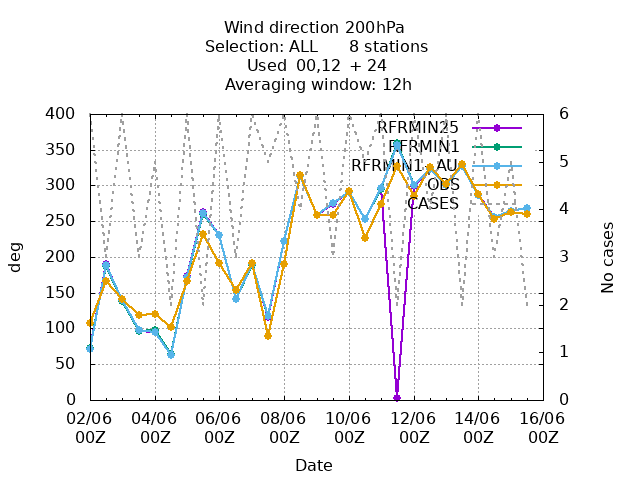 Wind direction 200hPa
Selection: ALL 8 stations
Used 00,12 + 24
Averaging window: 12h
deg
400
350
300
250
200
150
100
50
0
No cases
6
5
4
3
2
1
0
RFRMIN25
RFRMIN1
RFRMIN1_AU
OBS
CASES
02/06 04/06 06/06 08/06 10/06 12/06 14/06 16/06
00Z 00Z 00Z 00Z 00Z 00Z 00Z 00Z
Date